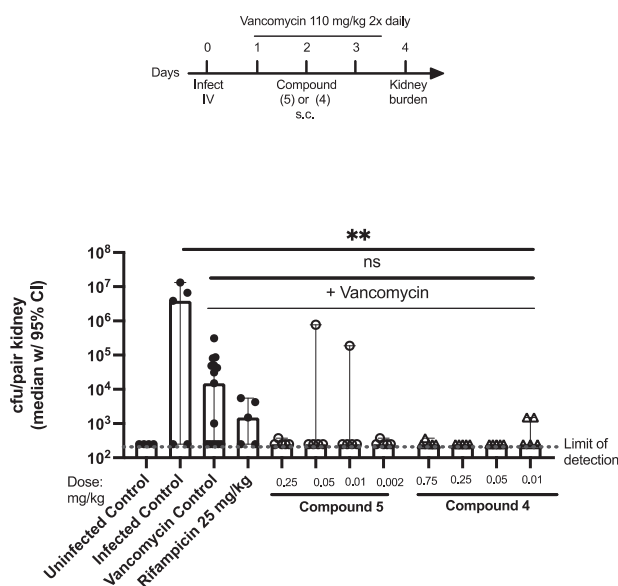 Vancomycin 110 mg/kg 2x daily
0 1 2 3 4
Days
Infect
IV
Compound
(5) or (4)
s.c.
Kidney
burden
**
ns
+ Vancomycin
cfu/pair kidney
(median w/ 95% CI)
10⁸
10⁷
10⁶
10⁵
10⁴
10³
10²
Limit of
detection
Dose:
mg/kg
0.25 0.05 0.01 0.002 0.75 0.25 0.05 0.01
Uninfected Control
Infected Control
Vancomycin Control
Rifampicin 25 mg/kg
Compound 5
Compound 4